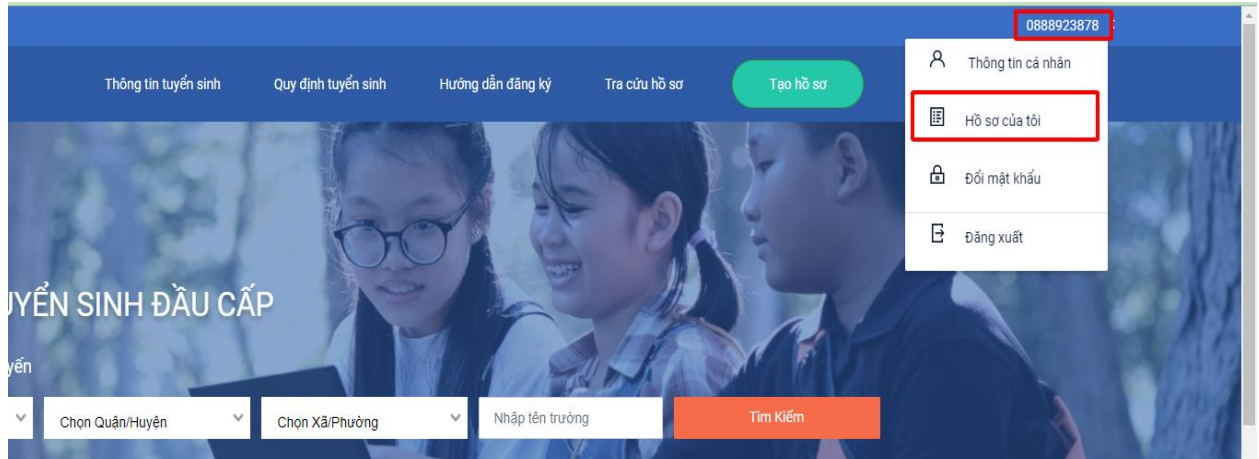 0888923878
Thông tin tuyển sinh Quy định tuyển sinh Hướng dẫn đăng ký Tra cứu hồ sơ Tạo hồ sơ
Thông tin cá nhân
Hồ sơ của tôi
Đổi mật khẩu
Đăng xuất
UYỂN SINH ĐẦU CẤP
yến
Chọn Quận/Huyện Chọn Xã/Phường Nhập tên trường Tìm Kiếm